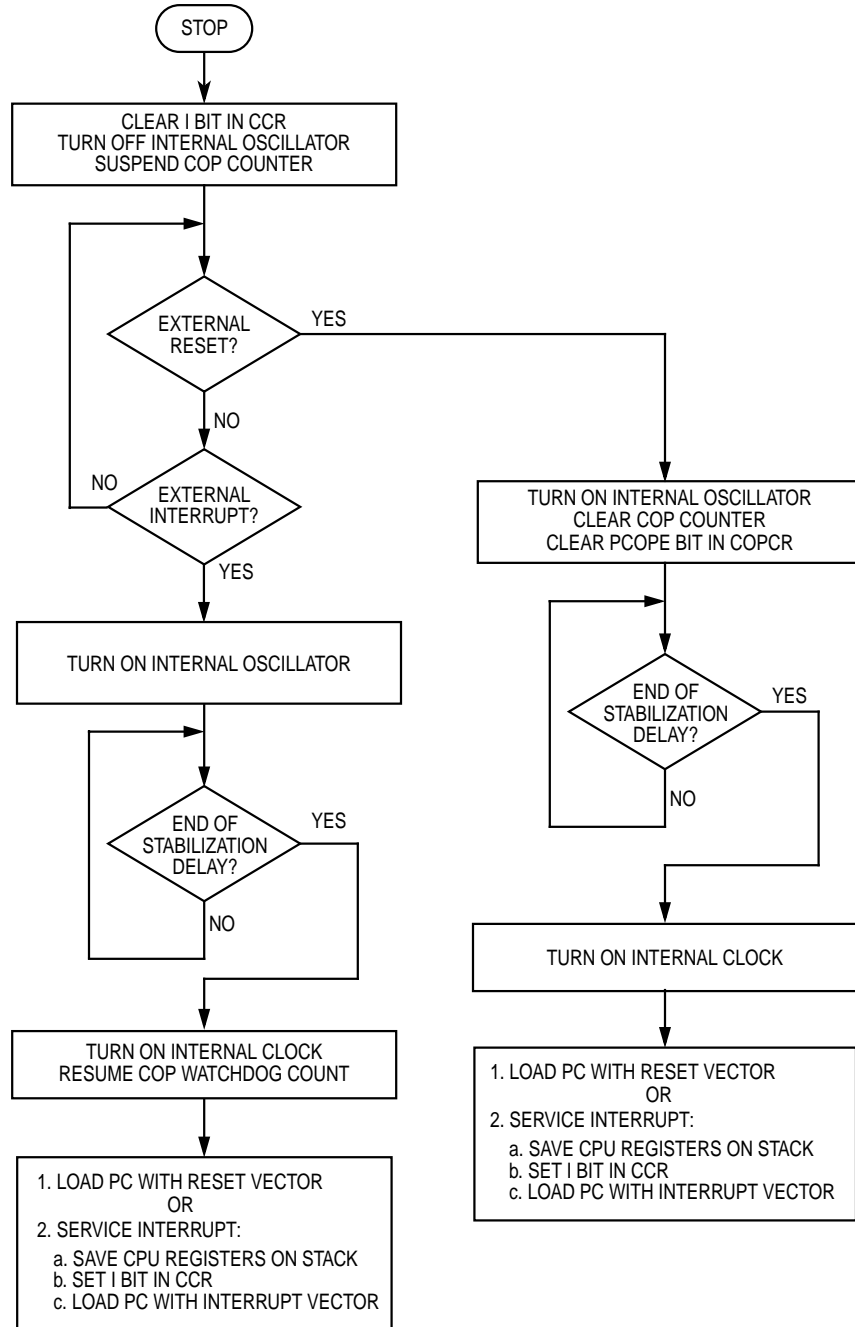 STOP
CLEAR I BIT IN CCR
TURN OFF INTERNAL OSCILLATOR
SUSPEND COP COUNTER
EXTERNAL
RESET?
YES
NO
EXTERNAL
INTERRUPT?
NO
YES
TURN ON INTERNAL OSCILLATOR
END OF
STABILIZATION
DELAY?
YES
NO
TURN ON INTERNAL CLOCK
RESUME COP WATCHDOG COUNT
1. LOAD PC WITH RESET VECTOR
OR
2. SERVICE INTERRUPT:
a. SAVE CPU REGISTERS ON STACK
b. SET I BIT IN CCR
c. LOAD PC WITH INTERRUPT VECTOR
TURN ON INTERNAL OSCILLATOR
CLEAR COP COUNTER
CLEAR PCOPE BIT IN COPCR
END OF
STABILIZATION
DELAY?
YES
NO
TURN ON INTERNAL CLOCK
1. LOAD PC WITH RESET VECTOR
OR
2. SERVICE INTERRUPT:
a. SAVE CPU REGISTERS ON STACK
b. SET I BIT IN CCR
c. LOAD PC WITH INTERRUPT VECTOR